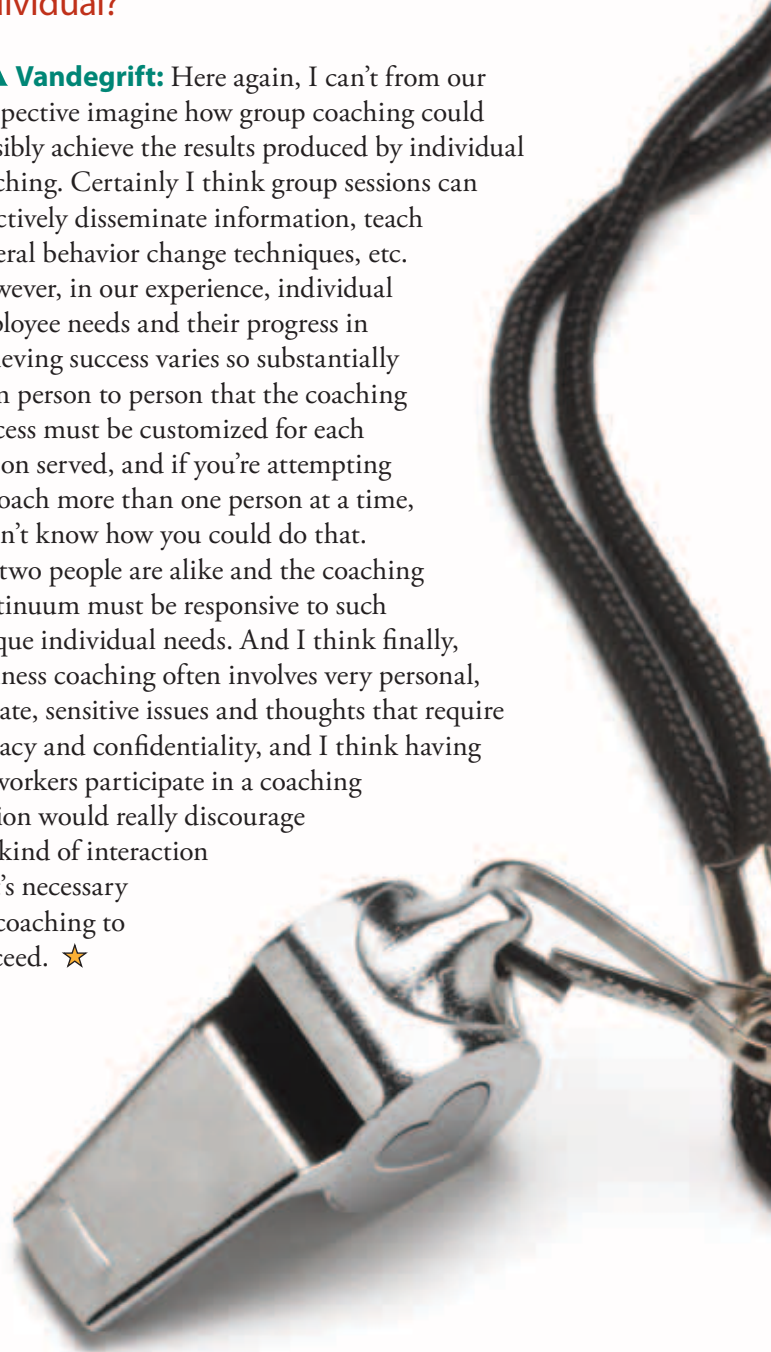 ividual?
Vandegrift: Here again, I can't from our
spective imagine how group coaching could
sibly achieve the results produced by individual
ching. Certainly I think group sessions can
ctively disseminate information, teach
eral behavior change techniques, etc.
wever, in our experience, individual
ployee needs and their progress in
ieving success varies so substantially
n person to person that the coaching
cess must be customized for each
on served, and if you're attempting
oach more than one person at a time,
n't know how you could do that.
two people are alike and the coaching
tinuum must be responsive to such
que individual needs. And I think finally,
lness coaching often involves very personal,
ate, sensitive issues and thoughts that require
acy and confidentiality, and I think having
workers participate in a coaching
ion would really discourage
kind of interaction
's necessary
coaching to
ceed.